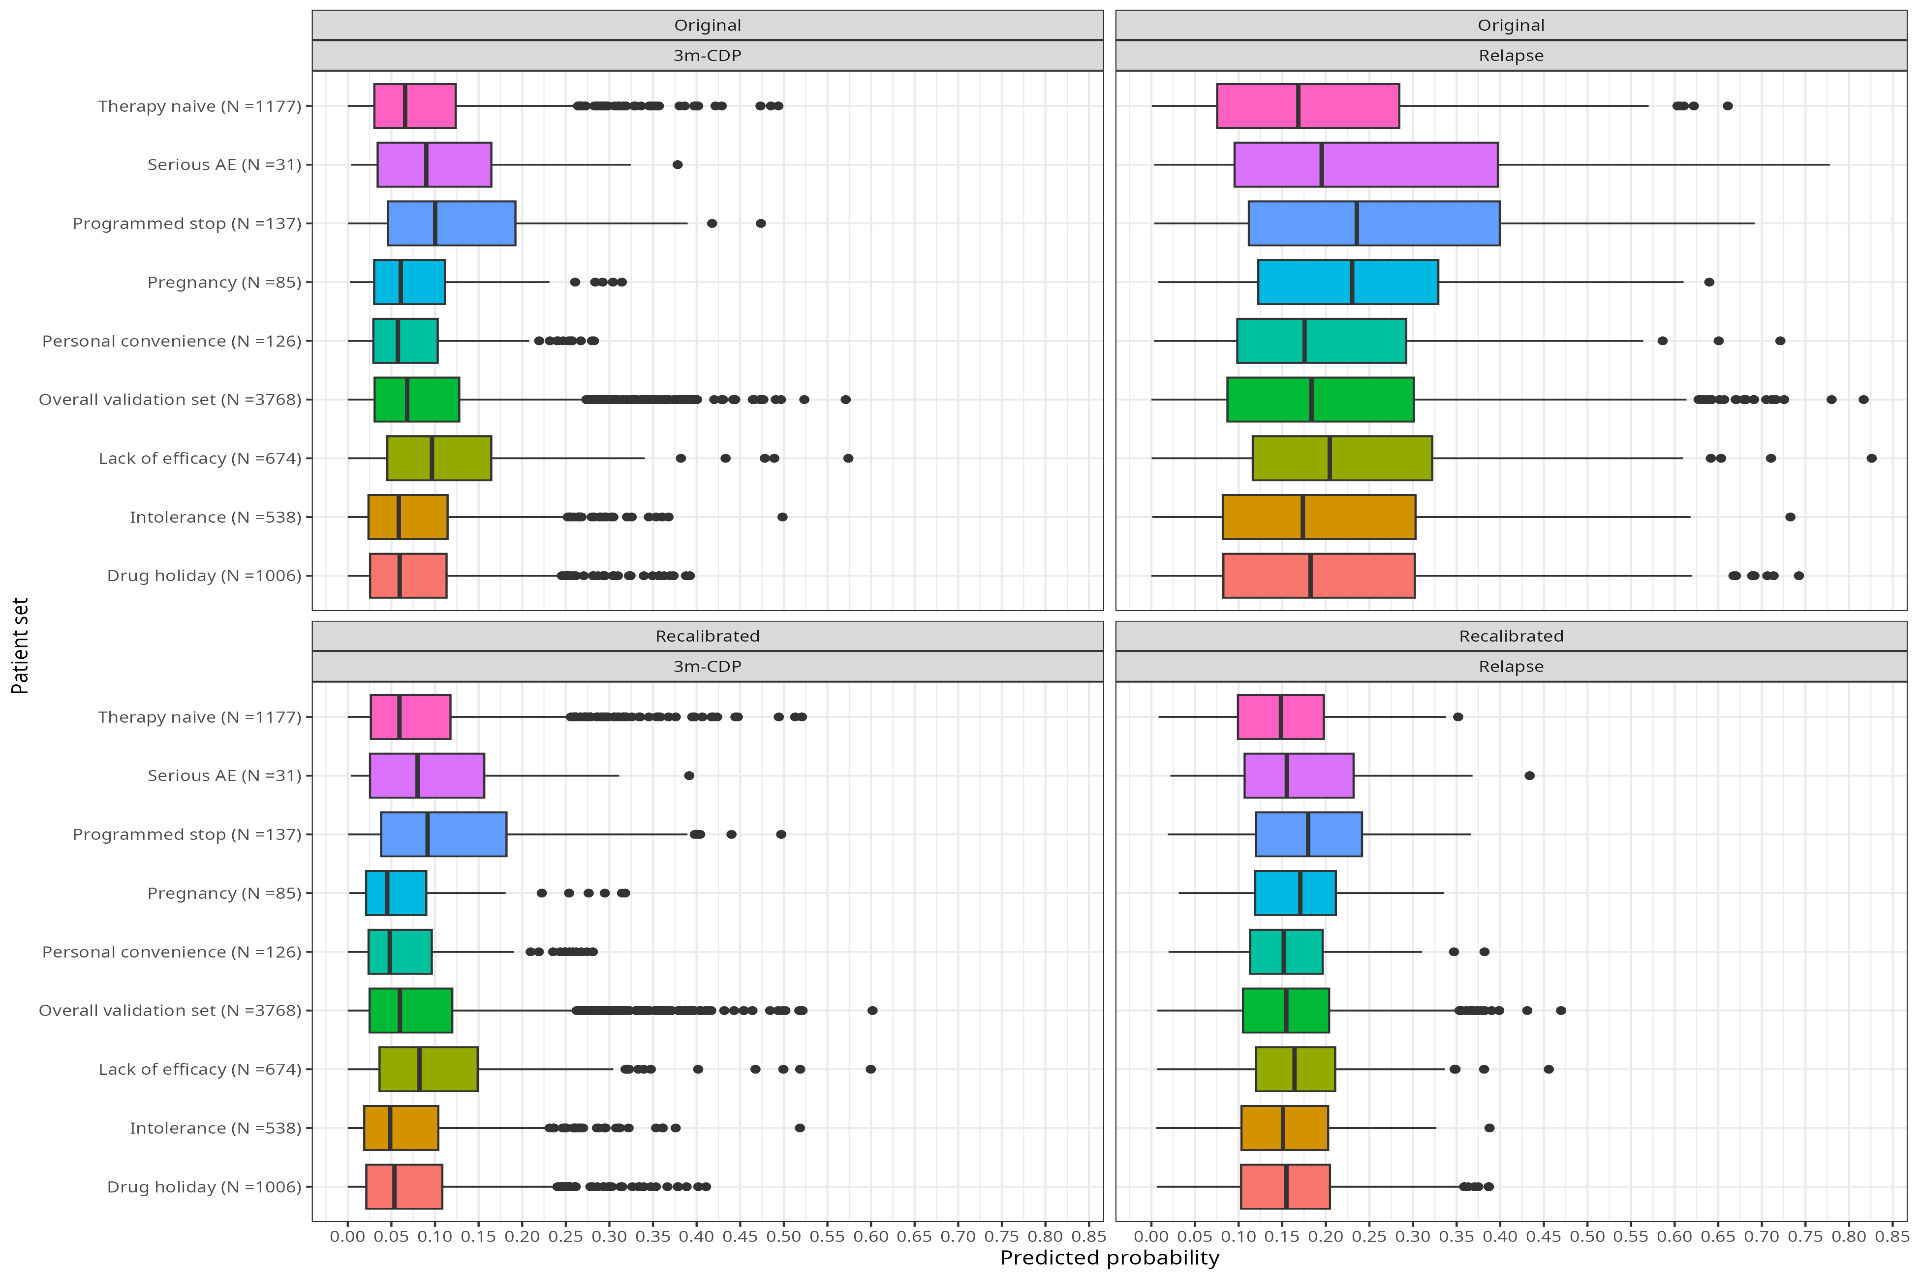 Original
Original
3m-CDP
Relapse
Therapy naive (N =1177)
Serious AE (N =31)
Programmed stop (N =137)
Pregnancy (N =85)
Personal convenience (N =126)
Overall validation set (N =3768)
Lack of efficacy (N =674)
Intolerance (N =538)
Drug holiday (N =1006)
Patient set
Recalibrated
Recalibrated
3m-CDP
Relapse
Therapy naive (N =1177)
Serious AE (N =31)
Programmed stop (N =137)
Pregnancy (N =85)
Personal convenience (N =126)
Overall validation set (N =3768)
Lack of efficacy (N =674)
Intolerance (N =538)
Drug holiday (N =1006)
0.00 0.05 0.10 0.15 0.20 0.25 0.30 0.35 0.40 0.45 0.50 0.55 0.60 0.65 0.70 0.75 0.80 0.85
0.00 0.05 0.10 0.15 0.20 0.25 0.30 0.35 0.40 0.45 0.50 0.55 0.60 0.65 0.70 0.75 0.80 0.85
Predicted probability